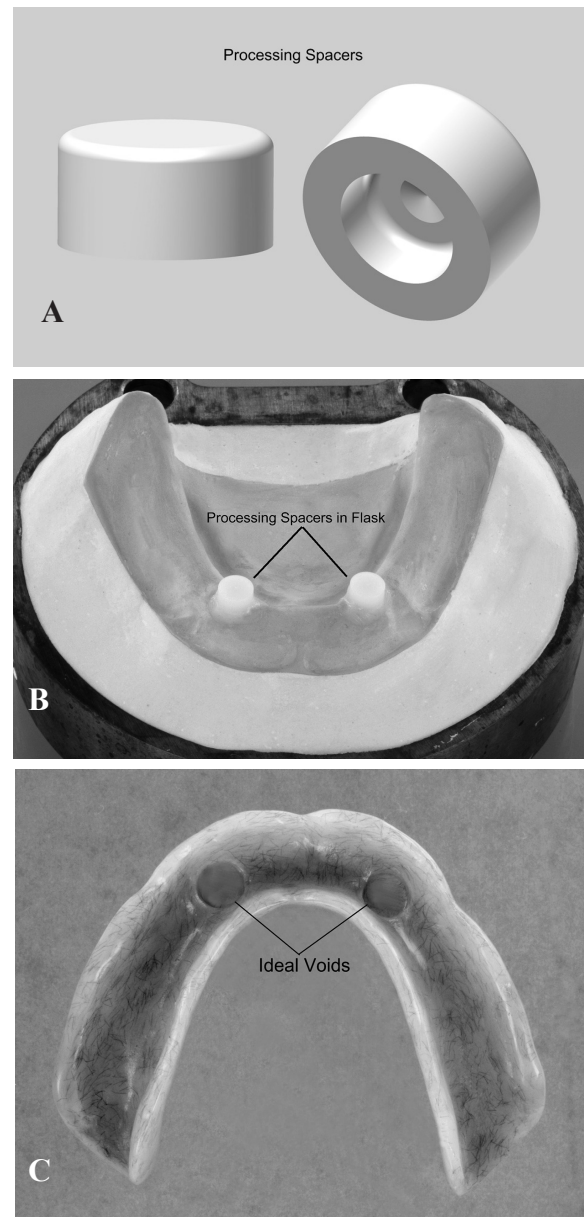 Processing Spacers
A
Processing Spacers in Flask
B
Ideal Voids
C